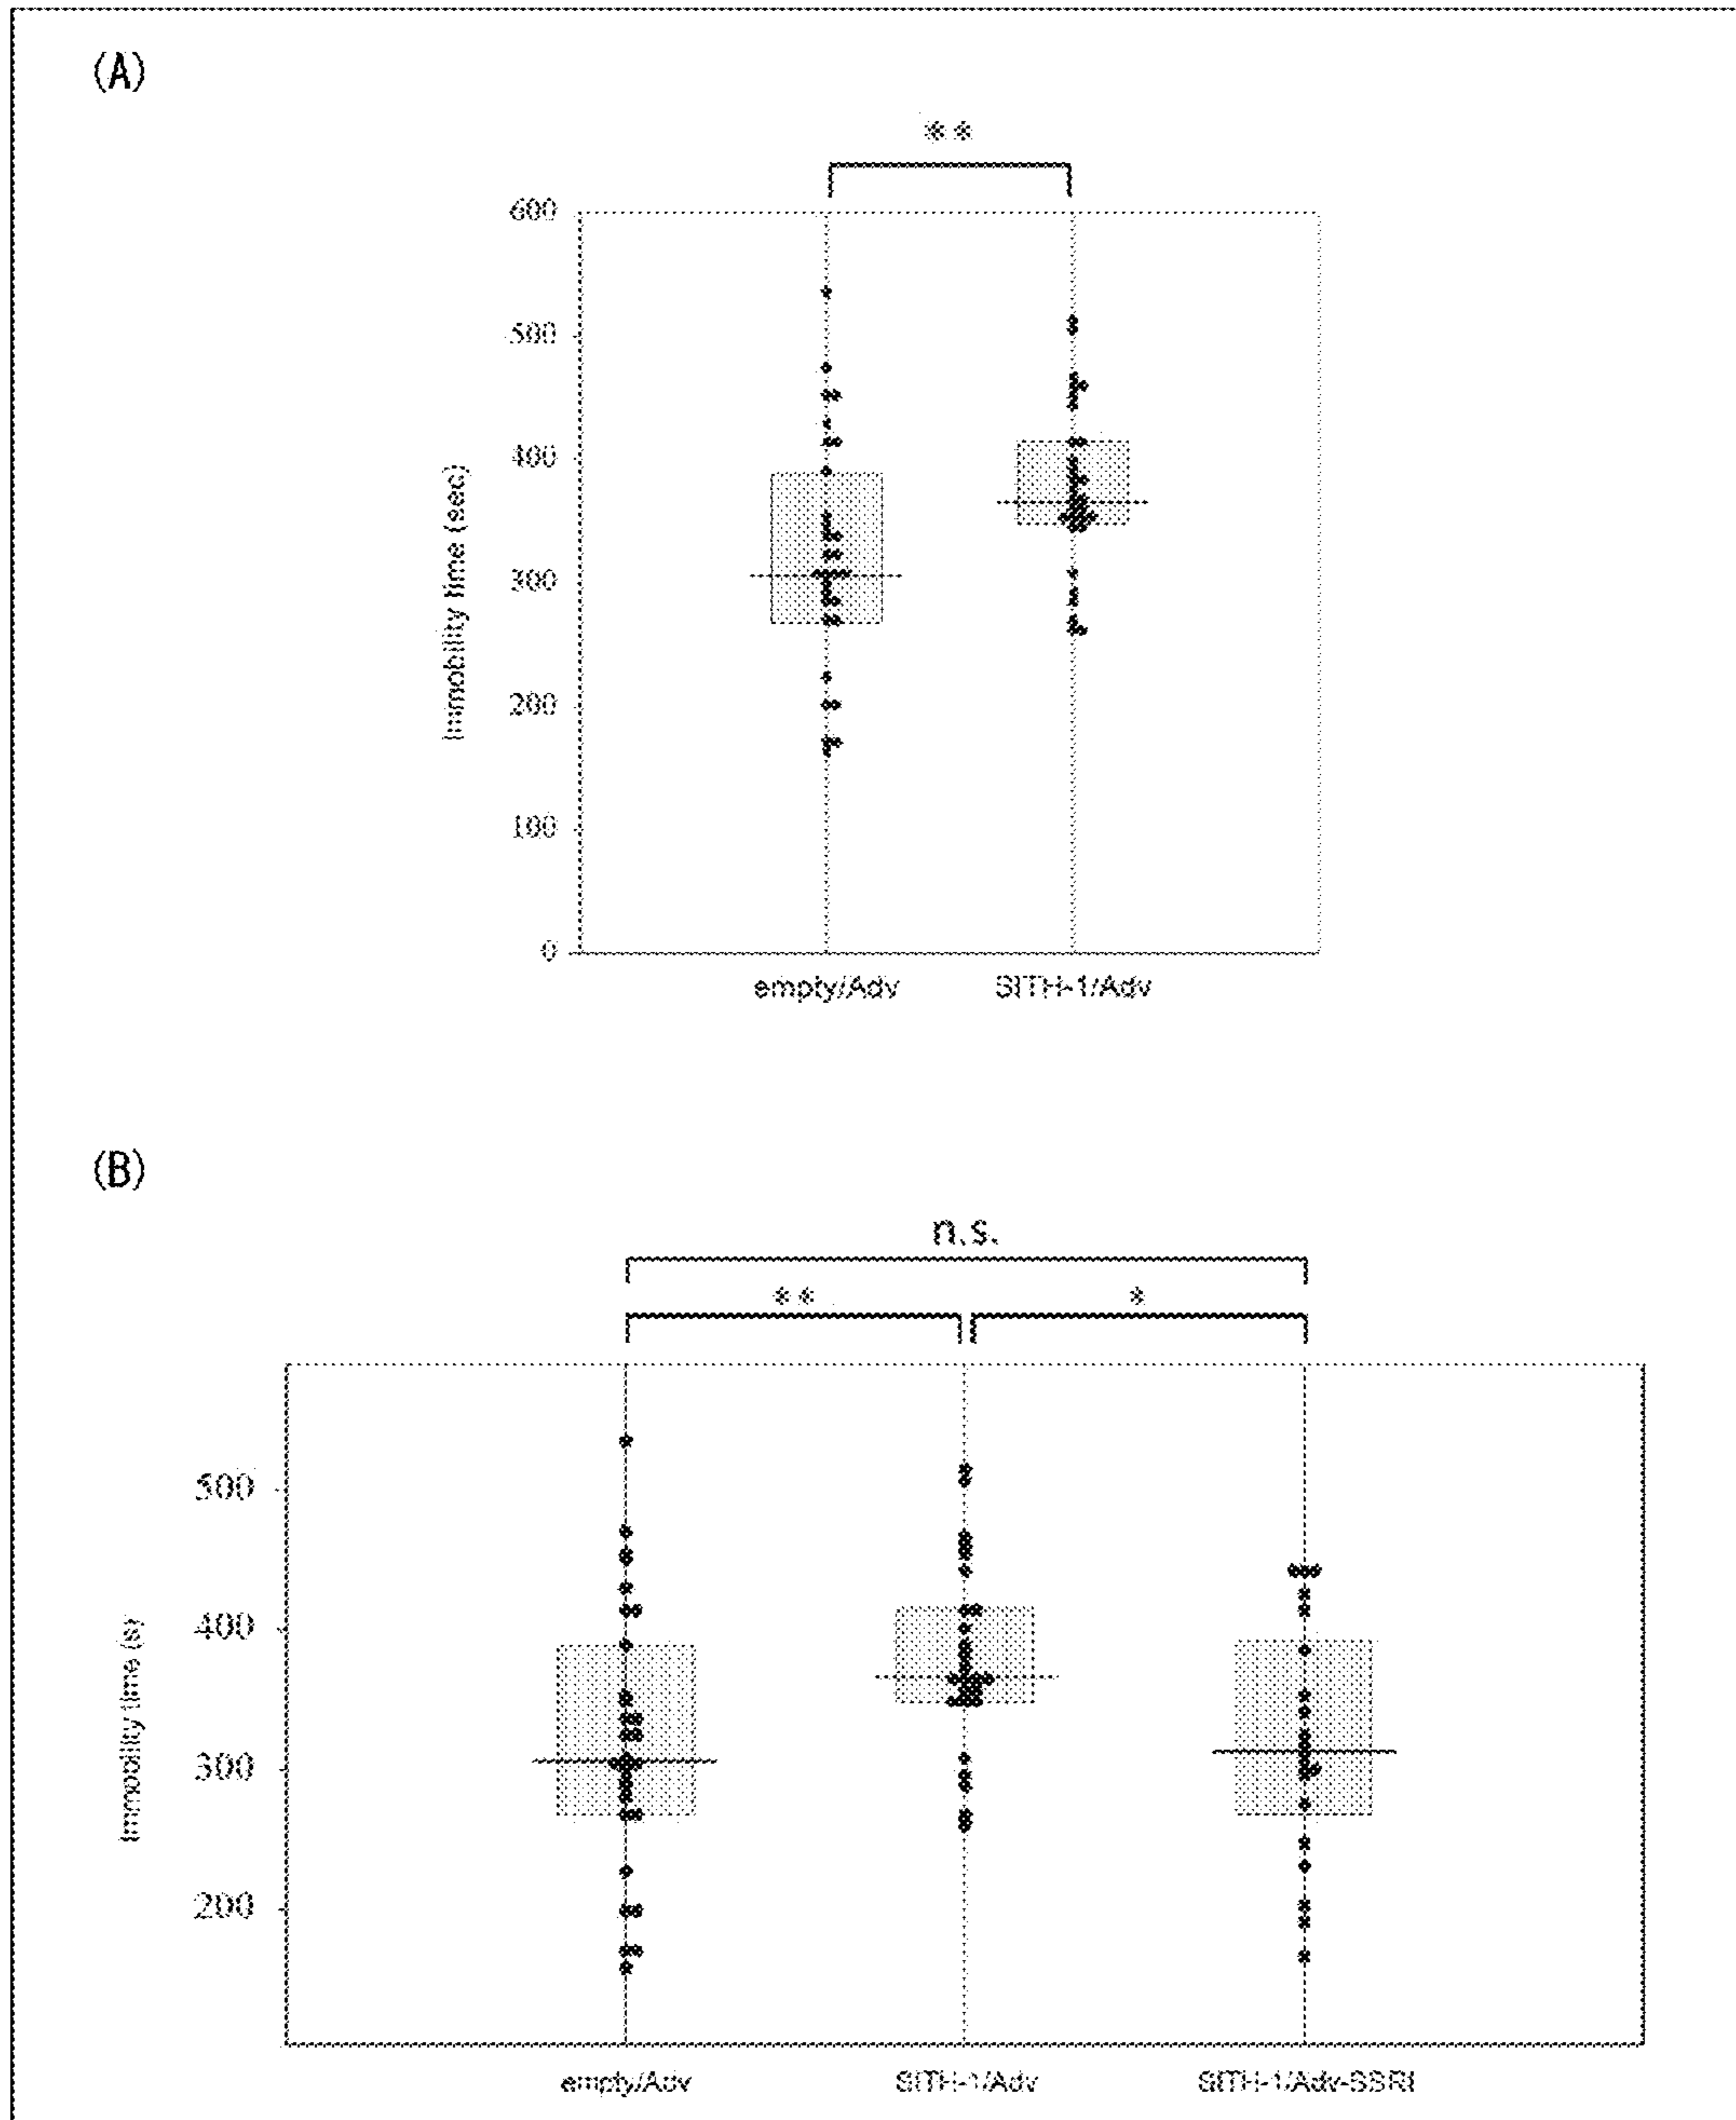 (A)
**
600
500
400
300
200
100
0
Immobility time (sec)
empty/Adv SITH-1/Adv
(B)
n.s.
** *
500
400
300
200
Immobility time (s)
empty/Adv SITH-1/Adv SITH-1/Adv-SSRI